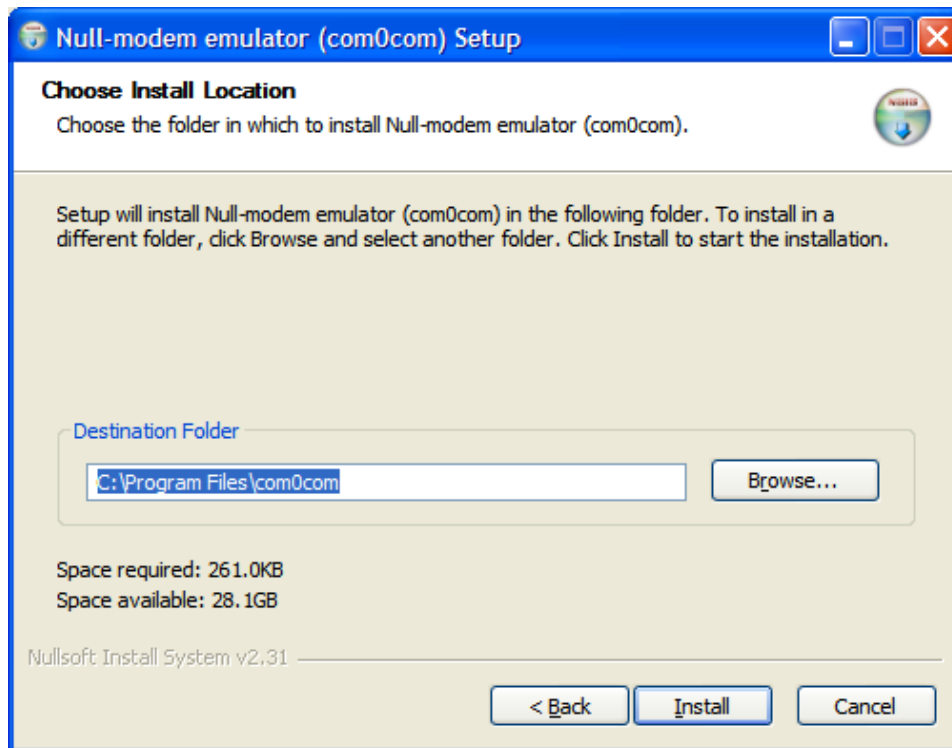 Null-modem emulator (com0com) Setup
Choose Install Location
Choose the folder in which to install Null-modem emulator (com0com).
Setup will install Null-modem emulator (com0com) in the following folder. To install in a
different folder, click Browse and select another folder. Click Install to start the installation.
Destination Folder
C:\Program Files\com0com
Browse...
Space required: 261.0KB
Space available: 28.1GB
Nullsoft Install System v2.31
< Back
Install
Cancel